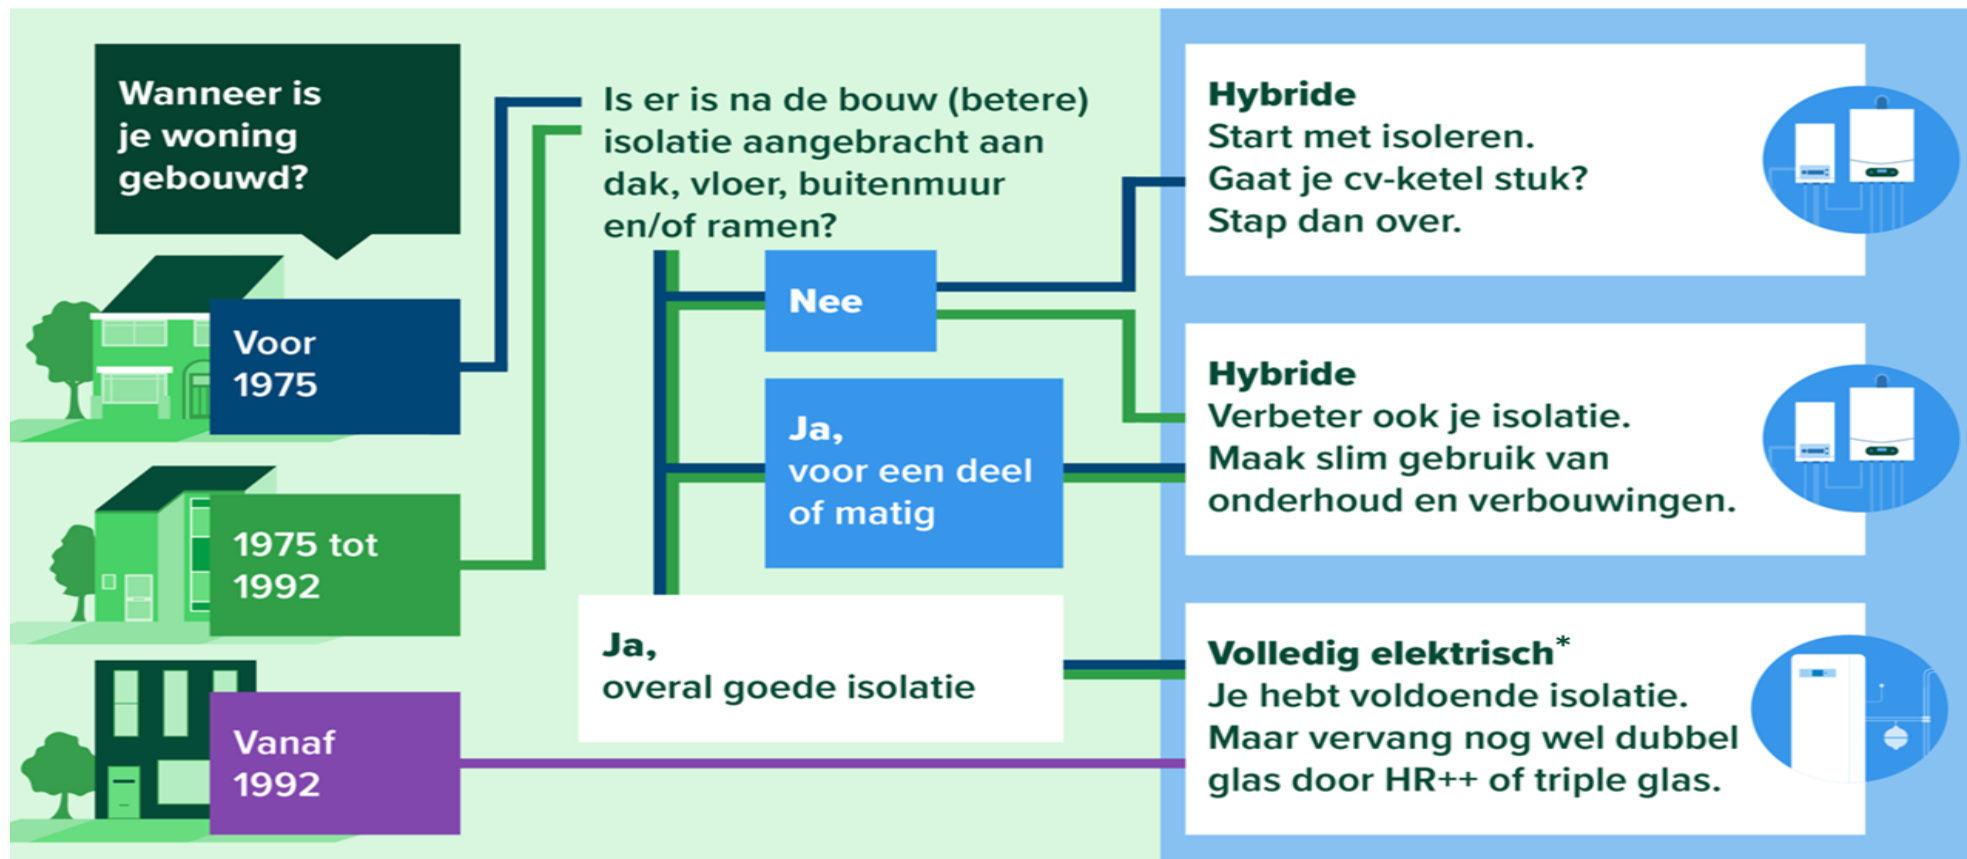 Wanneer is
je woning
gebouwd?
Voor
1975
1975 tot
1992
Vanaf
1992
Is er is na de bouw (betere)
isolatie aangebracht aan
dak, vloer, buitenmuur
en/of ramen?
Nee
Ja,
voor een deel
of matig
Ja,
overal goede isolatie
Hybride
Start met isoleren.
Gaat je cv-ketel stuk?
Stap dan over.
Hybride
Verbeter ook je isolatie.
Maak slim gebruik van
onderhoud en verbouwingen.
Volledig elektrisch*
Je hebt voldoende isolatie.
Maar vervang nog wel dubbel
glas door HR++ of triple glas.